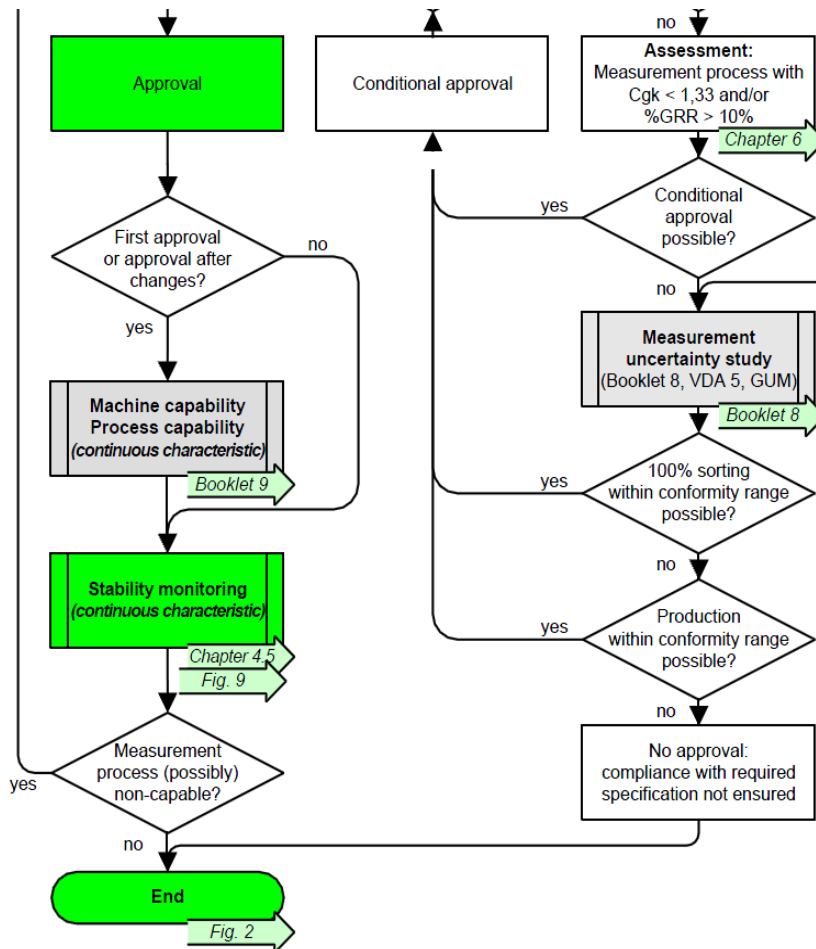 Approval
First approval
or approval after
changes?
no
yes
Machine capability
Process capability
(continuous characteristic)
Booklet 9
Stability monitoring
(continuous characteristic)
Chapter 4.5
Fig. 9
Measurement
process (possibly)
non-capable?
yes
no
End
Fig. 2
Conditional approval
no
Assessment:
Measurement process with
Cgk < 1,33 and/or
%GRR > 10%
Chapter 6
Conditional
approval
possible?
yes
no
Measurement
uncertainty study
(Booklet 8, VDA 5, GUM)
Booklet 8
100% sorting
within conformity range
possible?
yes
no
Production
within conformity range
possible?
yes
no
No approval:
compliance with required
specification not ensured